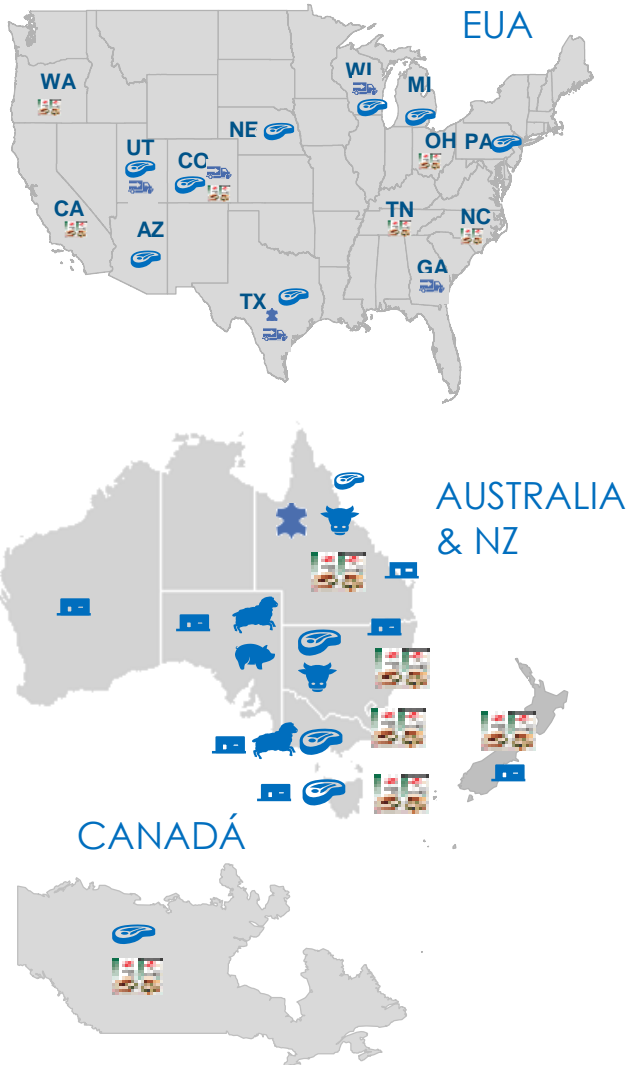 EUA
WA
WI
MI
NE
UT
CO
OH PA
CA
AZ
TN
NC
GA
TX
AUSTRALIA
& NZ
CANADÁ